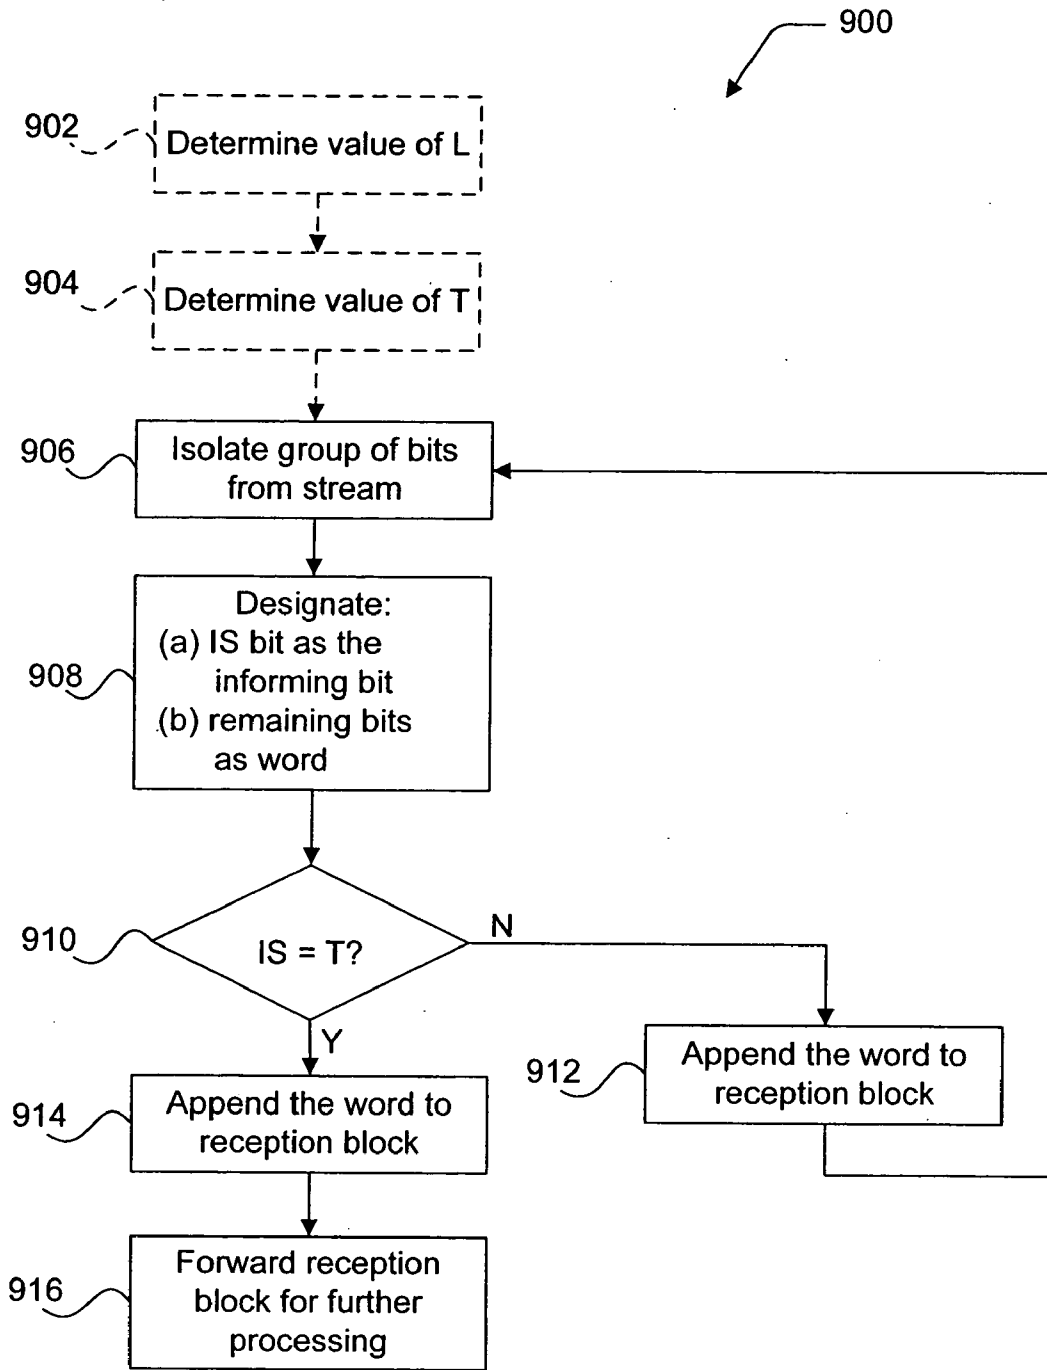 900
902
Determine value of L
904
Determine value of T
906
Isolate group of bits
from stream
908
Designate:
(a) IS bit as the
informing bit
(b) remaining bits
as word
910
IS = T?
N
Y
912
Append the word to
reception block
914
Append the word to
reception block
916
Forward reception
block for further
processing